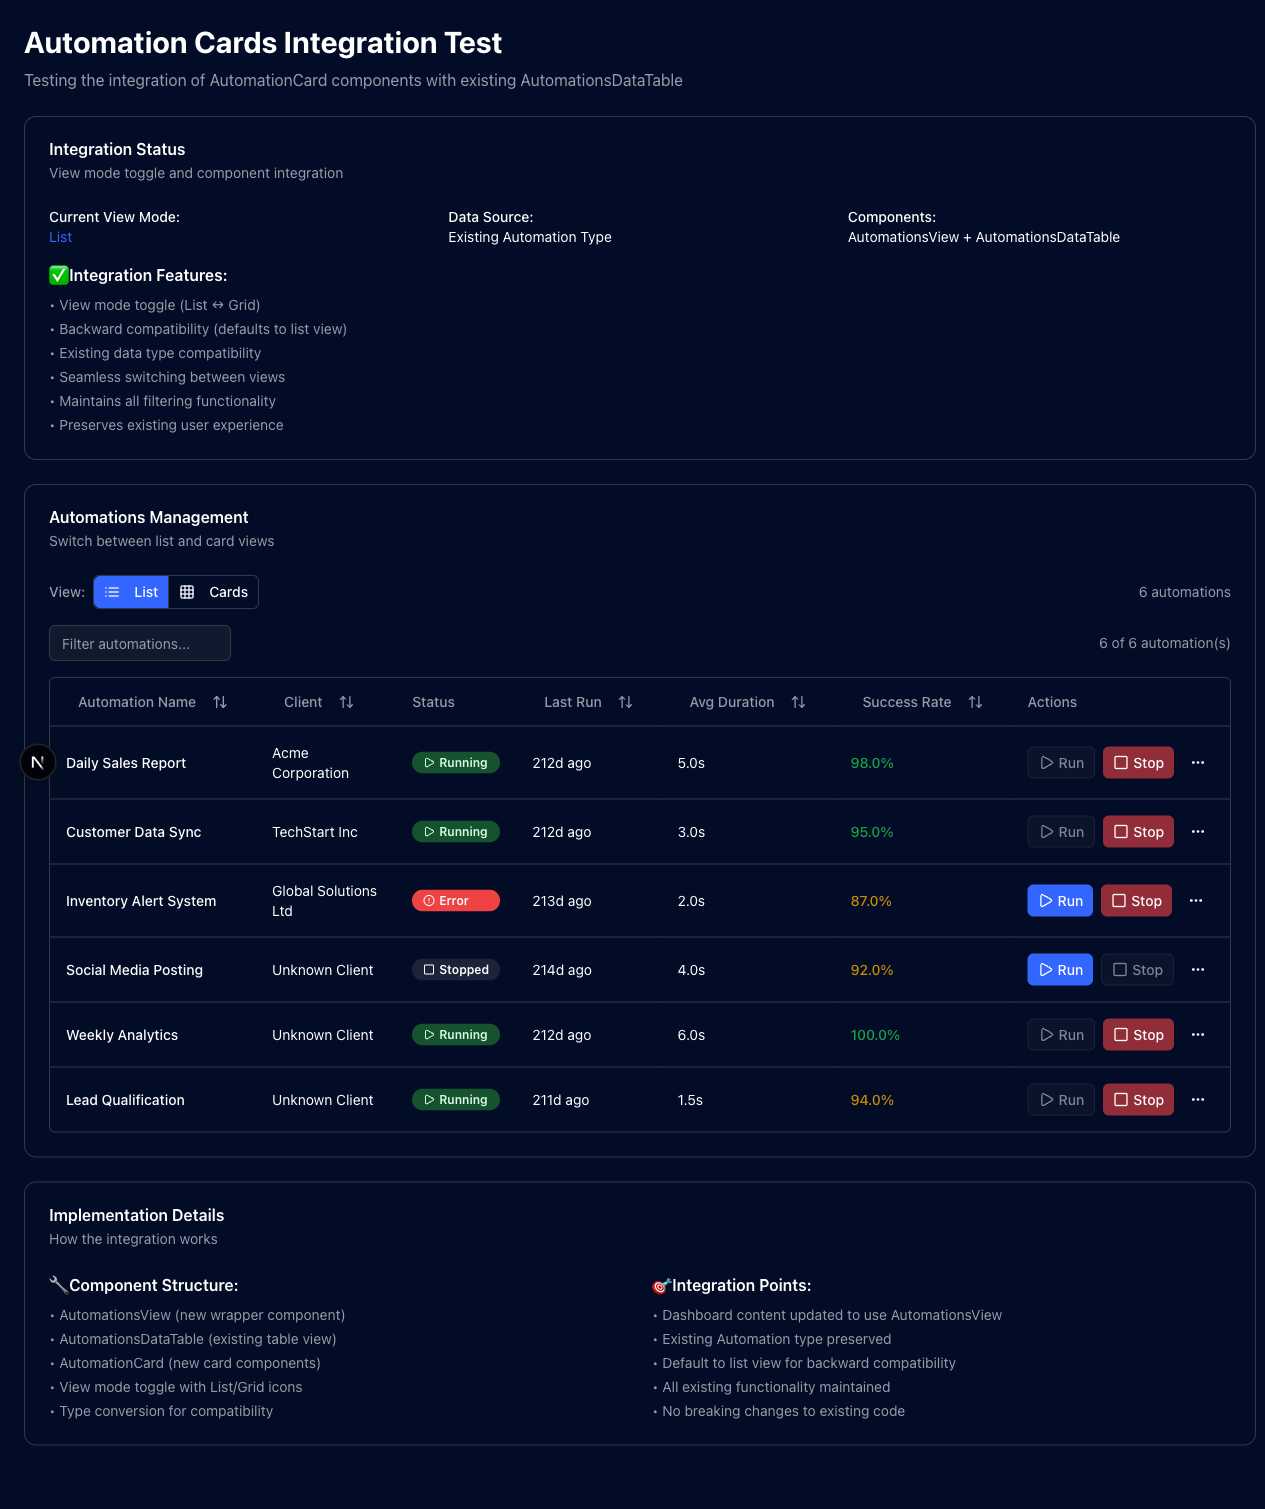 Automation Cards Integration Test
Testing the integration of AutomationCard components with existing AutomationsDataTable
Integration Status
View mode toggle and component integration
Current View Mode:
List
Data Source:
Existing Automation Type
Components:
AutomationsView + AutomationsDataTable
✅Integration Features:
• View mode toggle (List ↔ Grid)
• Backward compatibility (defaults to list view)
• Existing data type compatibility
• Seamless switching between views
• Maintains all filtering functionality
• Preserves existing user experience
Automations Management
Switch between list and card views
View: List Cards 6 automations
Filter automations... 6 of 6 automation(s)
Automation Name Client Status Last Run Avg Duration Success Rate Actions
N
Daily Sales Report Acme Corporation Running 212d ago 5.0s 98.0% Run Stop ...
Customer Data Sync TechStart Inc Running 212d ago 3.0s 95.0% Run Stop ...
Inventory Alert System Global Solutions Ltd Error 213d ago 2.0s 87.0% Run Stop ...
Social Media Posting Unknown Client Stopped 214d ago 4.0s 92.0% Run Stop ...
Weekly Analytics Unknown Client Running 212d ago 6.0s 100.0% Run Stop ...
Lead Qualification Unknown Client Running 211d ago 1.5s 94.0% Run Stop ...
Implementation Details
How the integration works
🔧Component Structure:
• AutomationsView (new wrapper component)
• AutomationsDataTable (existing table view)
• AutomationCard (new card components)
• View mode toggle with List/Grid icons
• Type conversion for compatibility
🎯Integration Points:
• Dashboard content updated to use AutomationsView
• Existing Automation type preserved
• Default to list view for backward compatibility
• All existing functionality maintained
• No breaking changes to existing code